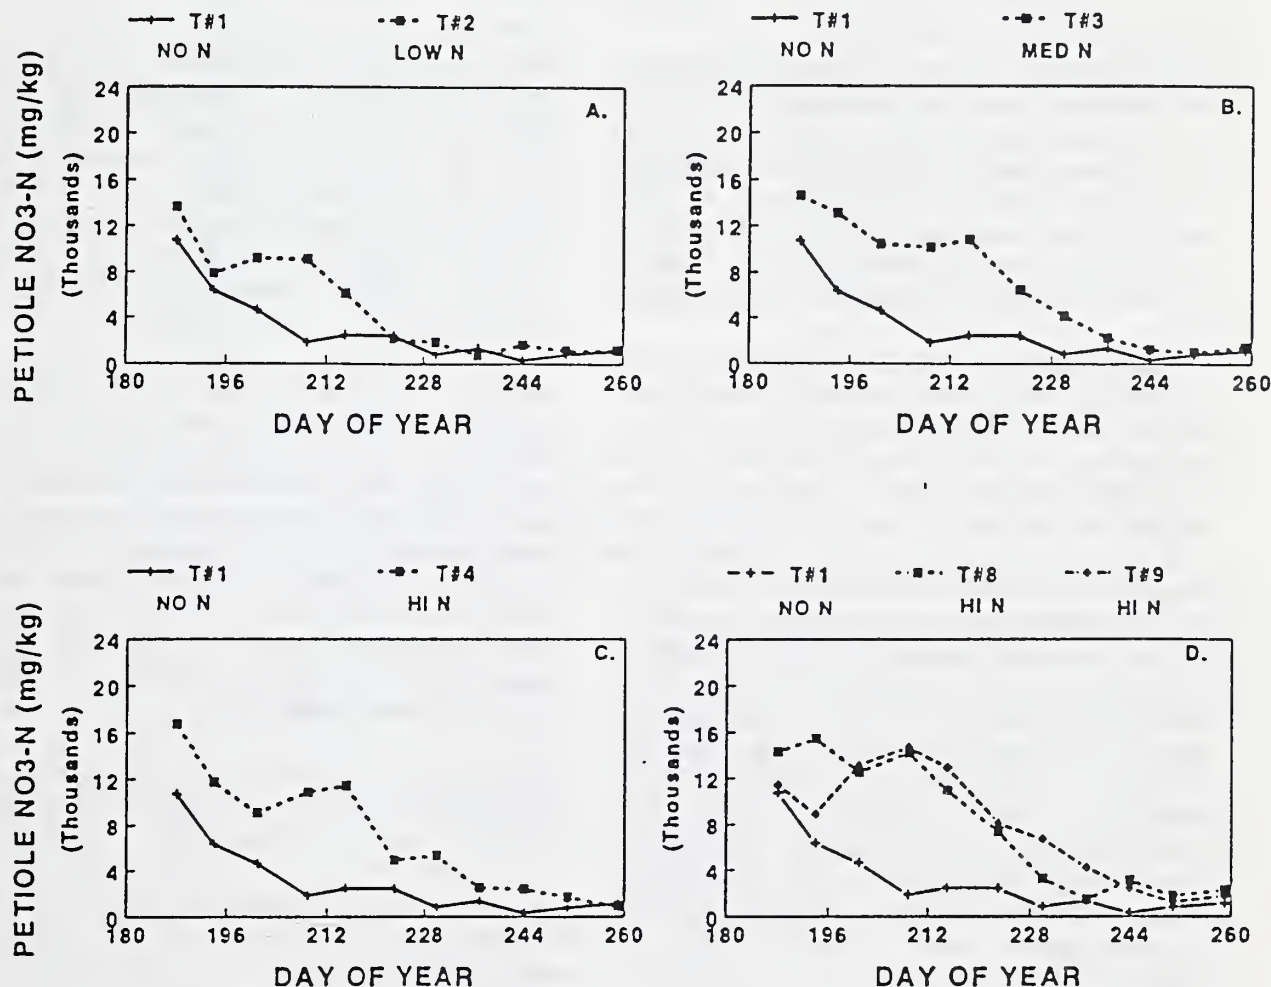 T#1 T#2
NO N LOW N
T#1 T#3
NO N MED N
PETIOLE NO3-N (mg/kg)
(Thousands)
24
20
16
12
8
4
0
A.
180 196 212 228 244 260
DAY OF YEAR
(Thousands)
24
20
16
12
8
4
0
B.
180 196 212 228 244 260
DAY OF YEAR
T#1 T#4
NO N HI N
T#1 T#8 T#9
NO N HI N HI N
PETIOLE NO3-N (mg/kg)
(Thousands)
24
20
16
12
8
4
0
C.
180 196 212 228 244 260
DAY OF YEAR
(Thousands)
24
20
16
12
8
4
0
D.
180 196 212 228 244 260
DAY OF YEAR